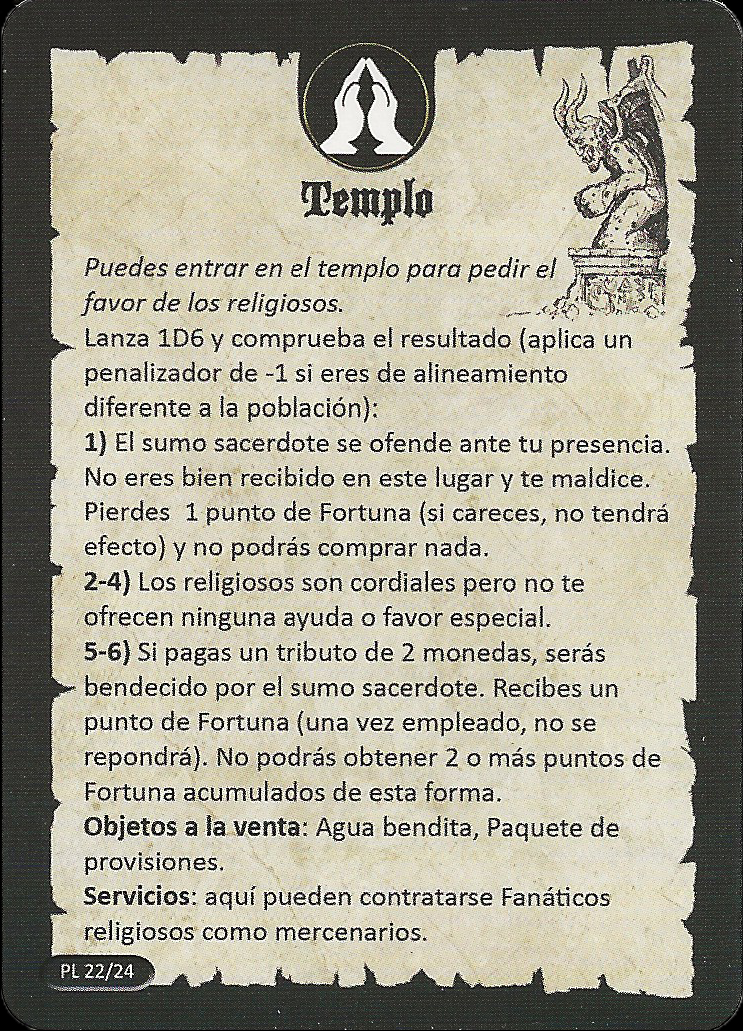 Templo
Puedes entrar en el templo para pedir el
favor de los religiosos.
Lanza 1D6 y comprueba el resultado (aplica un
penalizador de -1 si eres de alineamiento
diferente a la población):
1) El sumo sacerdote se ofende ante tu presencia.
No eres bien recibido en este lugar y te maldice.
Pierdes 1 punto de Fortuna (si careces, no tendrá
efecto) y no podrás comprar nada.
2-4) Los religiosos son cordiales pero no te
ofrecen ninguna ayuda o favor especial.
5-6) Si pagas un tributo de 2 monedas, serás
bendecido por el sumo sacerdote. Recibes un
punto de Fortuna (una vez empleado, no se
repondrá). No podrás obtener 2 o más puntos de
Fortuna acumulados de esta forma.
Objetos a la venta: Agua bendita, Paquete de
provisiones.
Servicios: aquí pueden contratarse Fanáticos
religiosos como mercenarios.
PL 22/24